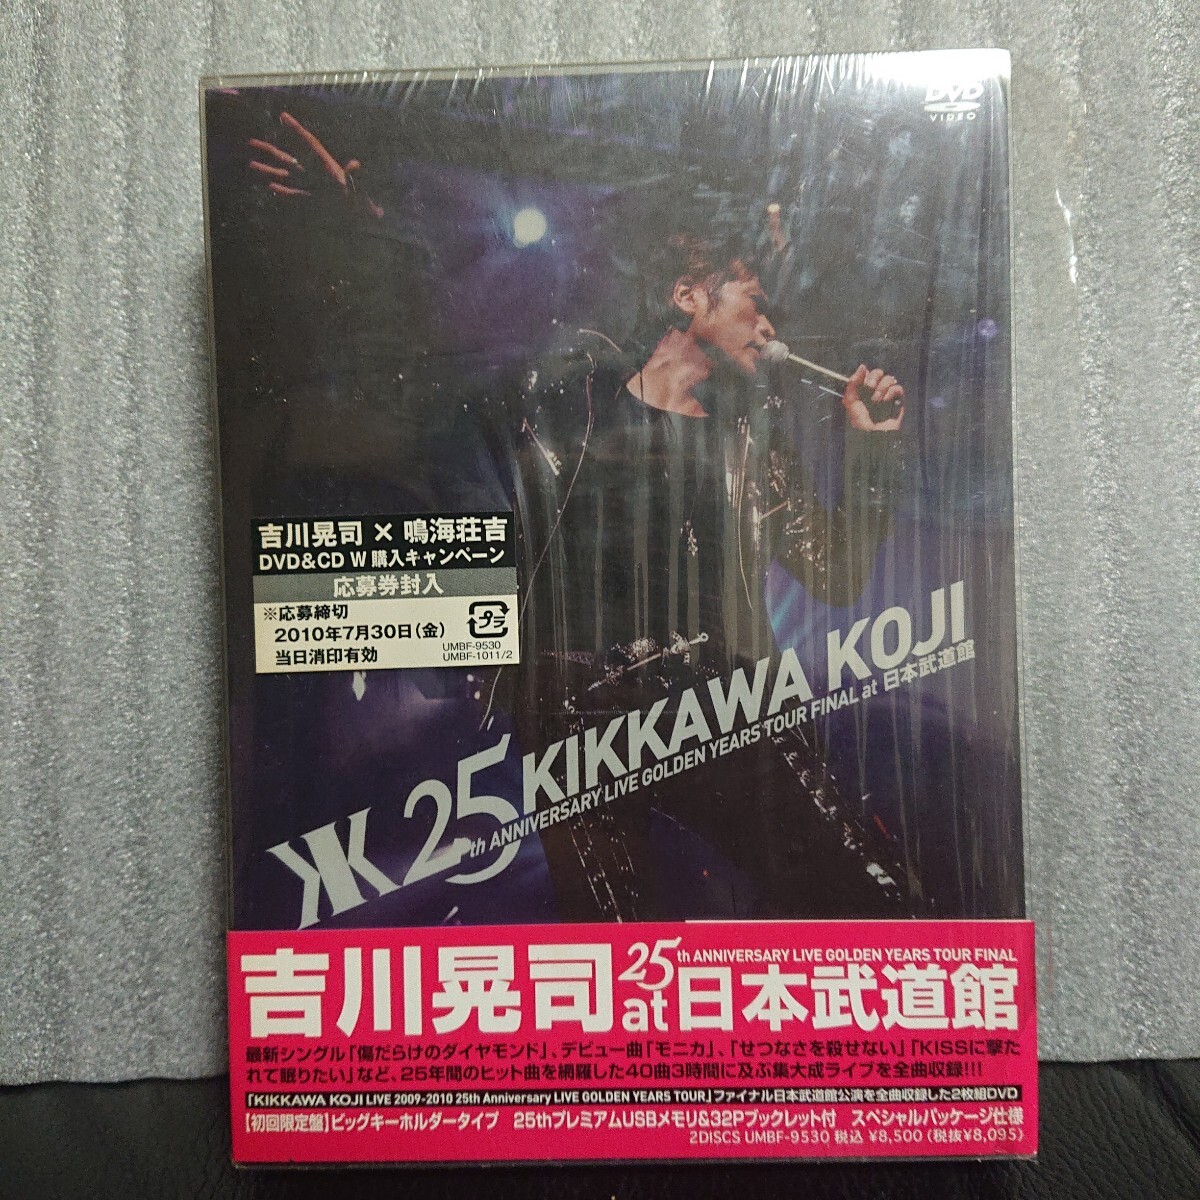 DVD
VIDEO
吉川晃司 × 鳴海荘吉
DVD&CD W 購入キャンペーン
応募券封入
※応募締切
2010年7月30日(金)
当日消印有効
プラ
UMBF-9530
UMBF-1011/2
KK 25 KIKKAWA KOJI
th ANNIVERSARY LIVE GOLDEN YEARS TOUR FINAL at 日本武道館
吉川晃司 25th ANNIVERSARY LIVE GOLDEN YEARS TOUR FINAL
at 日本武道館
最新シングル「傷だらけのダイヤモンド」、デビュー曲「モニカ」、「せつなさを殺せない」「KISSに撃た
れて眠りたい」など、25年間のヒット曲を網羅した40曲3時間に及ぶ集大成ライブを全曲収録!!!
「KIKKAWA KOJI LIVE 2009-2010 25th Anniversary LIVE GOLDEN YEARS TOUR」ファイナル日本武道館公演を全曲収録した2枚組DVD
【初回限定盤】ビッグキーホルダータイプ 25thプレミアムUSBメモリ&32Pブックレット付 スペシャルパッケージ仕様
2DISCS UMBF-9530 税込 ¥8,500 (税抜¥8,095)